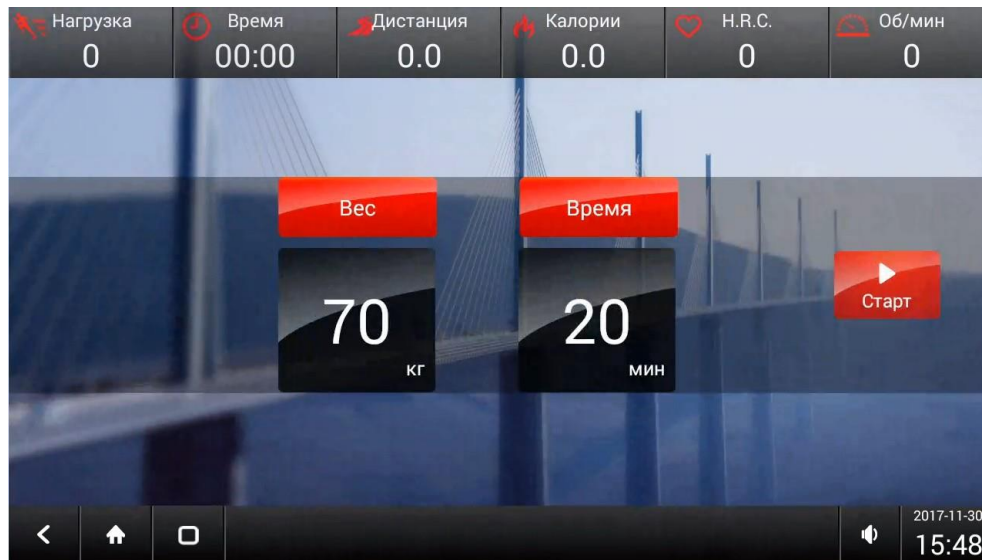 Нагрузка
0
Время
00:00
Дистанция
0.0
Калории
0.0
H.R.C.
0
Об/мин
0
Вес
70
кг
Время
20
мин
Старт
2017-11-30
15:48